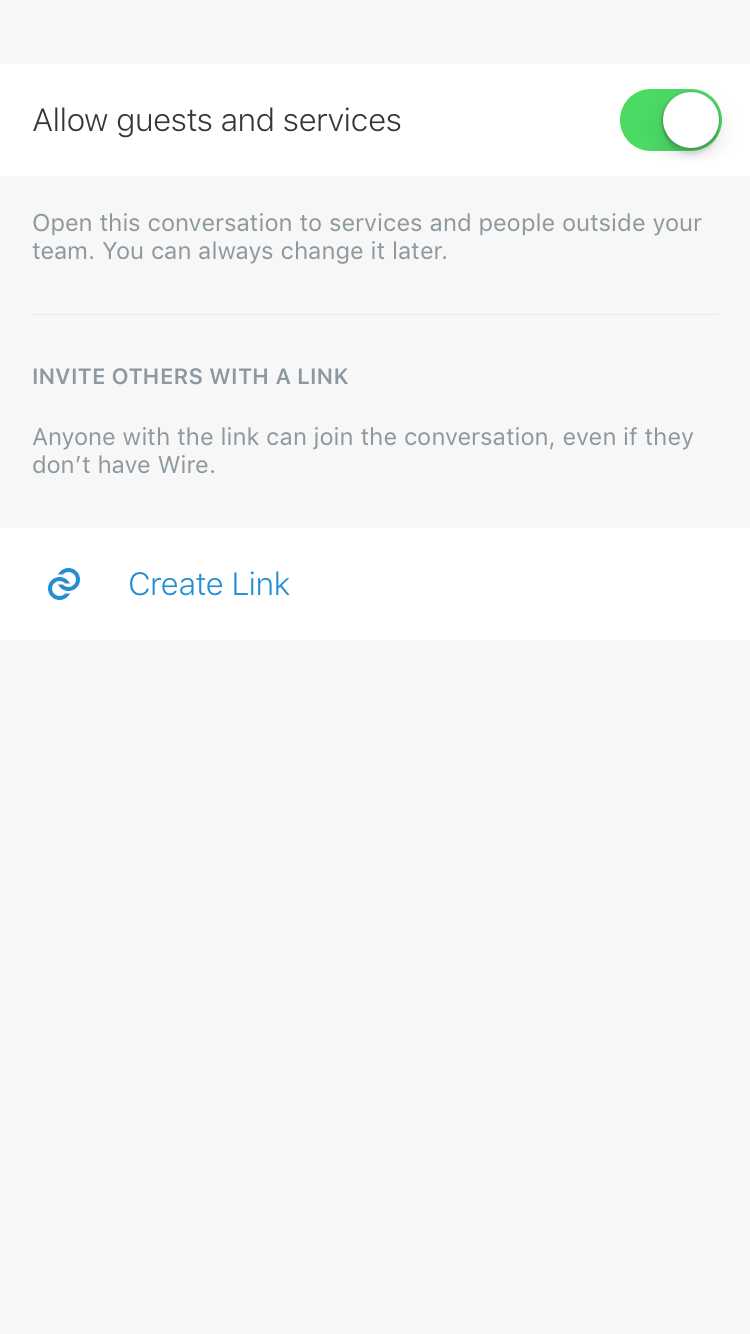 Allow guests and services
Open this conversation to services and people outside your
team. You can always change it later.
INVITE OTHERS WITH A LINK
Anyone with the link can join the conversation, even if they
don’t have Wire.
Create Link